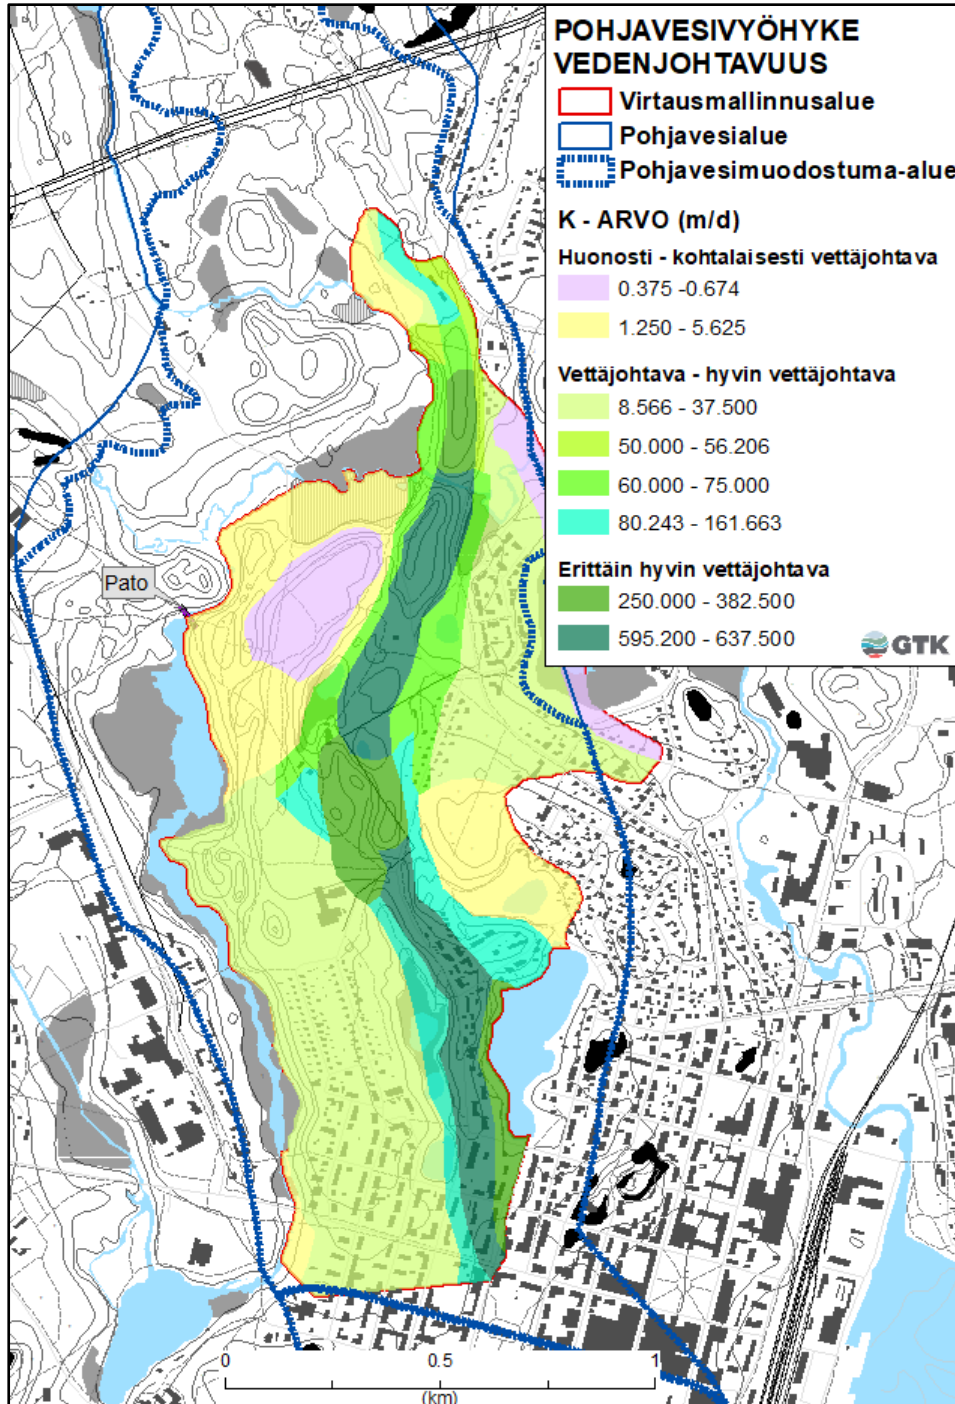 POHJAVESIVYÖHYKE
VEDENJOHTAVUUS
Virtausmallinnusalue
Pohjavesialue
Pohjavesimuodostuma-alue
K - ARVO (m/d)
Huonosti - kohtalaisesti vettäjohtava
0.375 -0.674
1.250 - 5.625
Vettäjohtava - hyvin vettäjohtava
8.566 - 37.500
50.000 - 56.206
60.000 - 75.000
80.243 - 161.663
Erittäin hyvin vettäjohtava
250.000 - 382.500
595.200 - 637.500
GTK
Pato
0 0.5 1
(km)